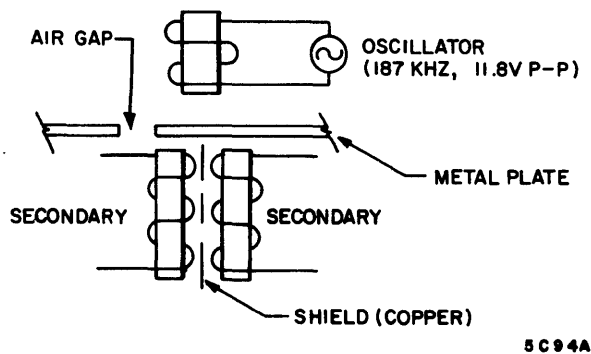 AIR GAP
OSCILLATOR
(187 KHZ, 11.8V P-P)
METAL PLATE
SECONDARY
SECONDARY
SHIELD (COPPER)
5C94A